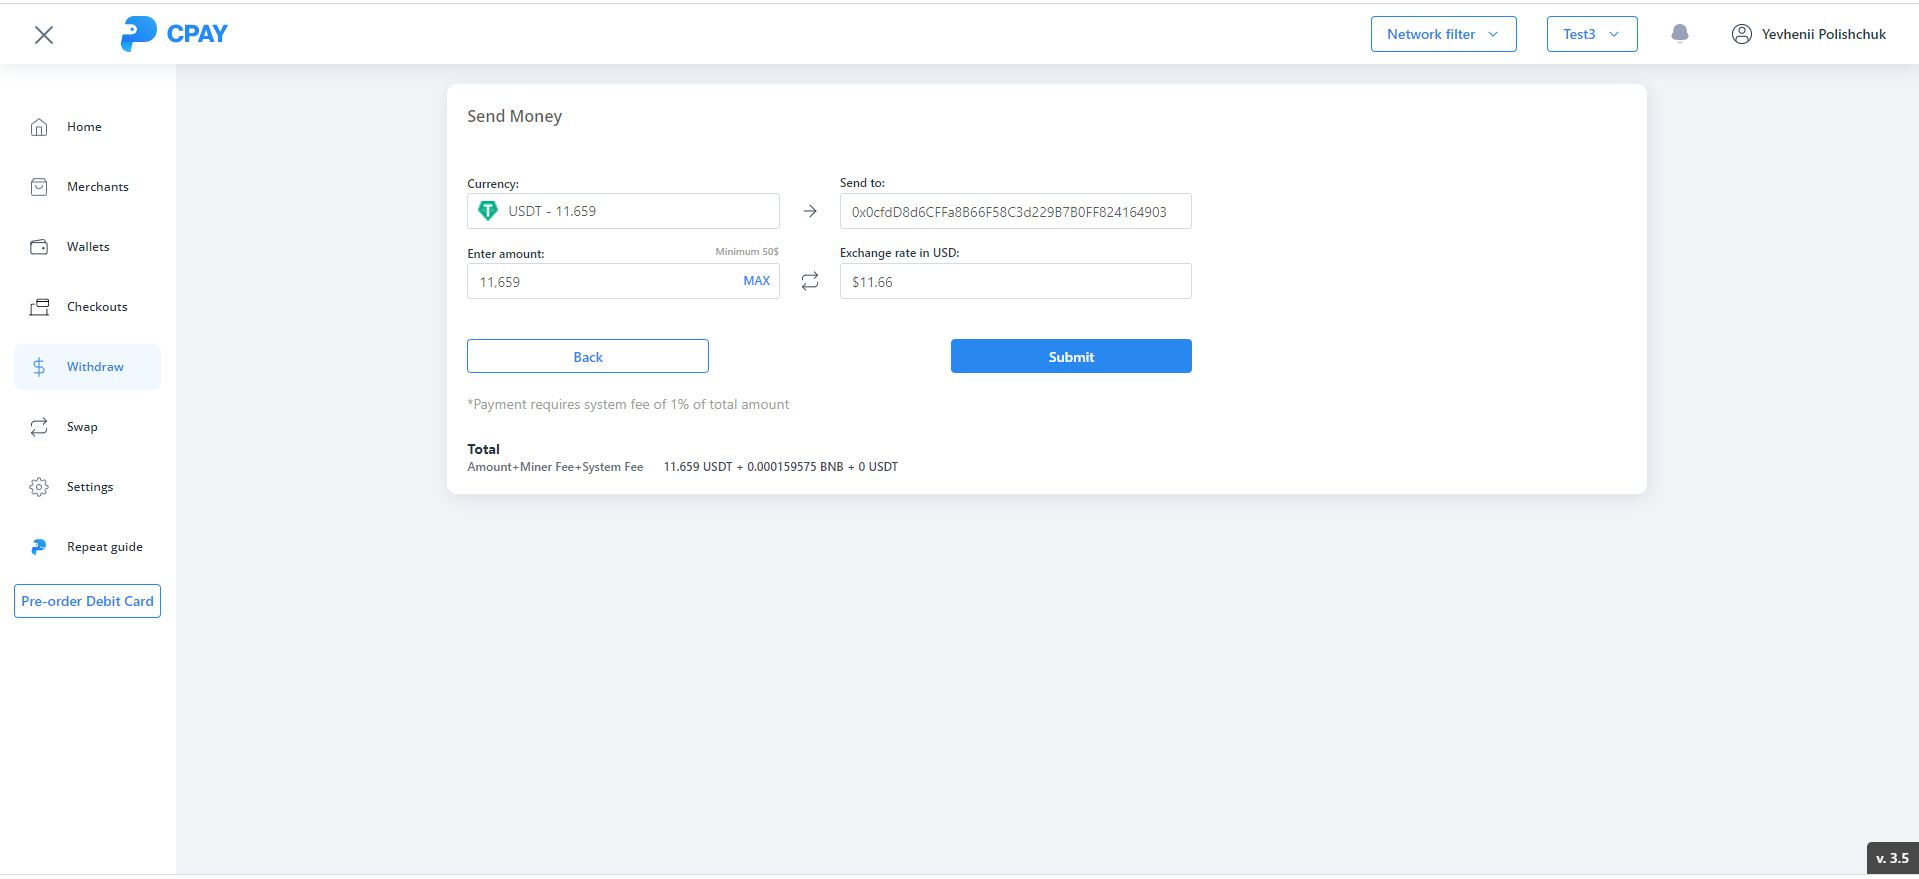 CPAY
Network filter
Test3
Yevhenii Polishchuk
Home
Merchants
Wallets
Checkouts
Withdraw
Swap
Settings
Repeat guide
Pre-order Debit Card
Send Money
Currency:
USDT - 11.659
Send to:
0x0cfdD8d6CFFa8B66F58C3d229B7B0FF824164903
Enter amount:
Minimum 50$
11,659
MAX
Exchange rate in USD:
$11.66
Back
Submit
*Payment requires system fee of 1% of total amount
Total
Amount+Miner Fee+System Fee 11.659 USDT + 0.000159575 BNB + 0 USDT
v. 3.5